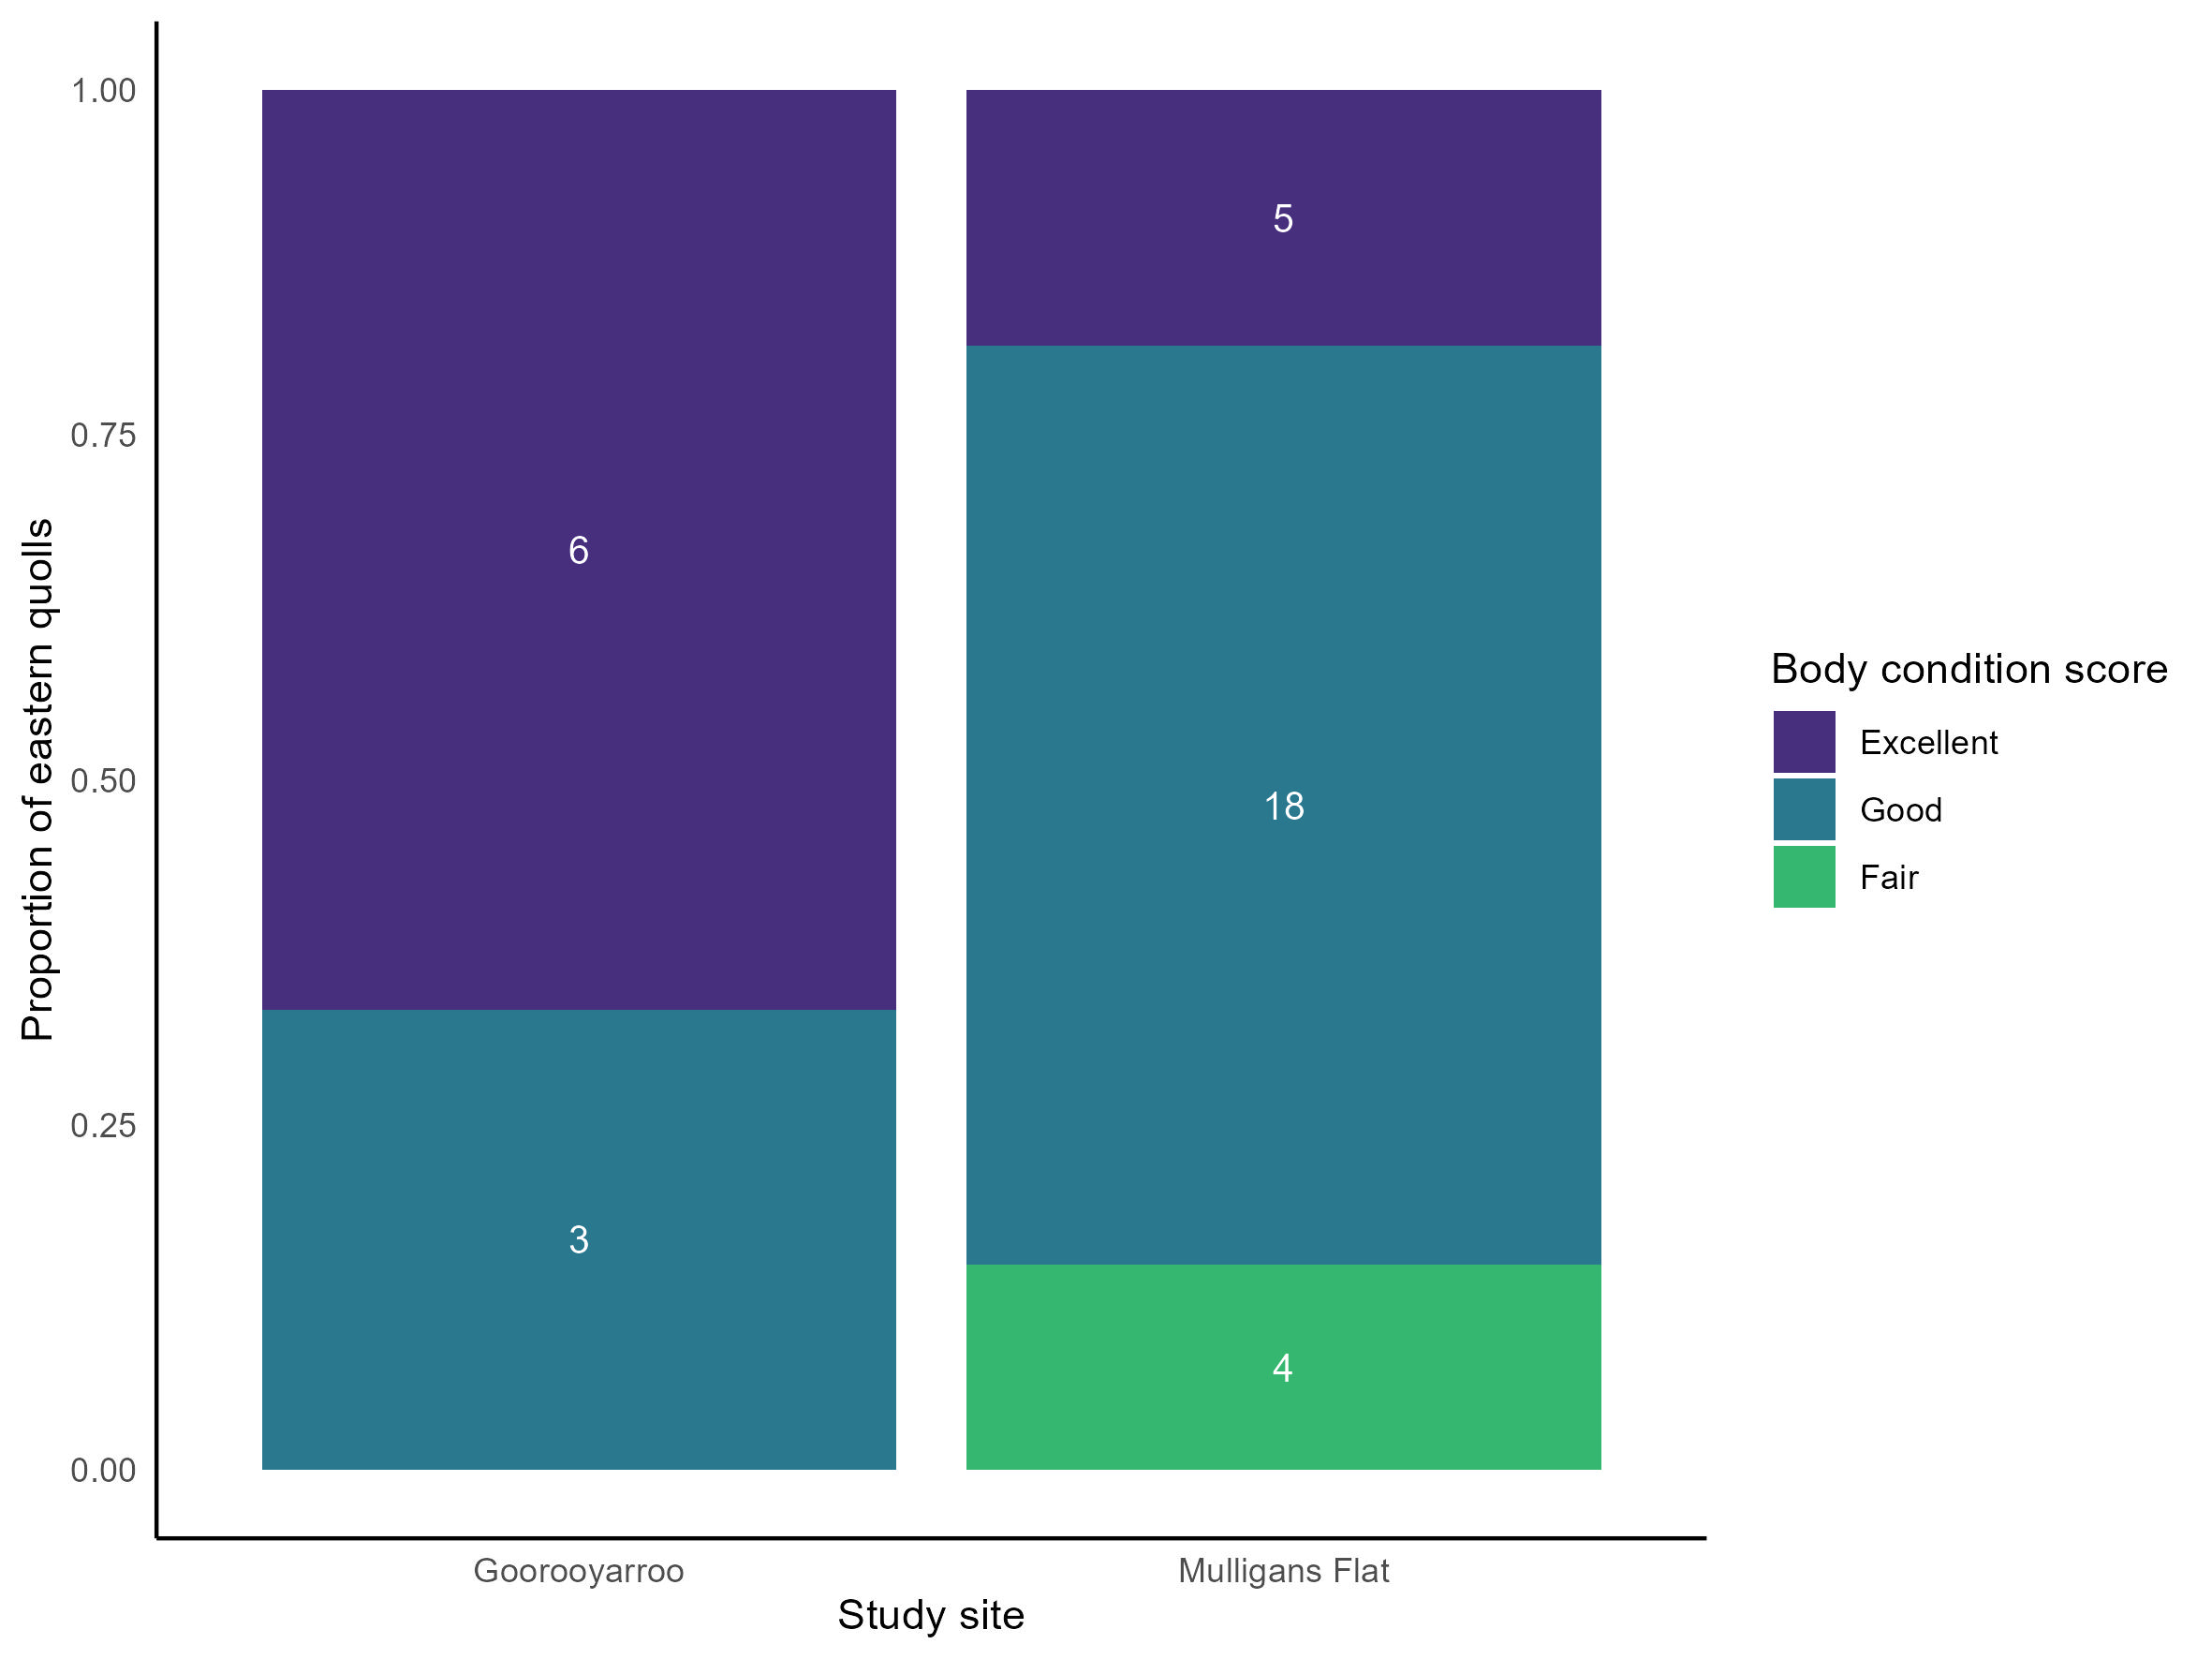 1.00
0.75
0.50
0.25
0.00
Proportion of eastern quolls
6
3
5
18
4
Goorooyarroo
Mulligans Flat
Study site
Body condition score
Excellent
Good
Fair